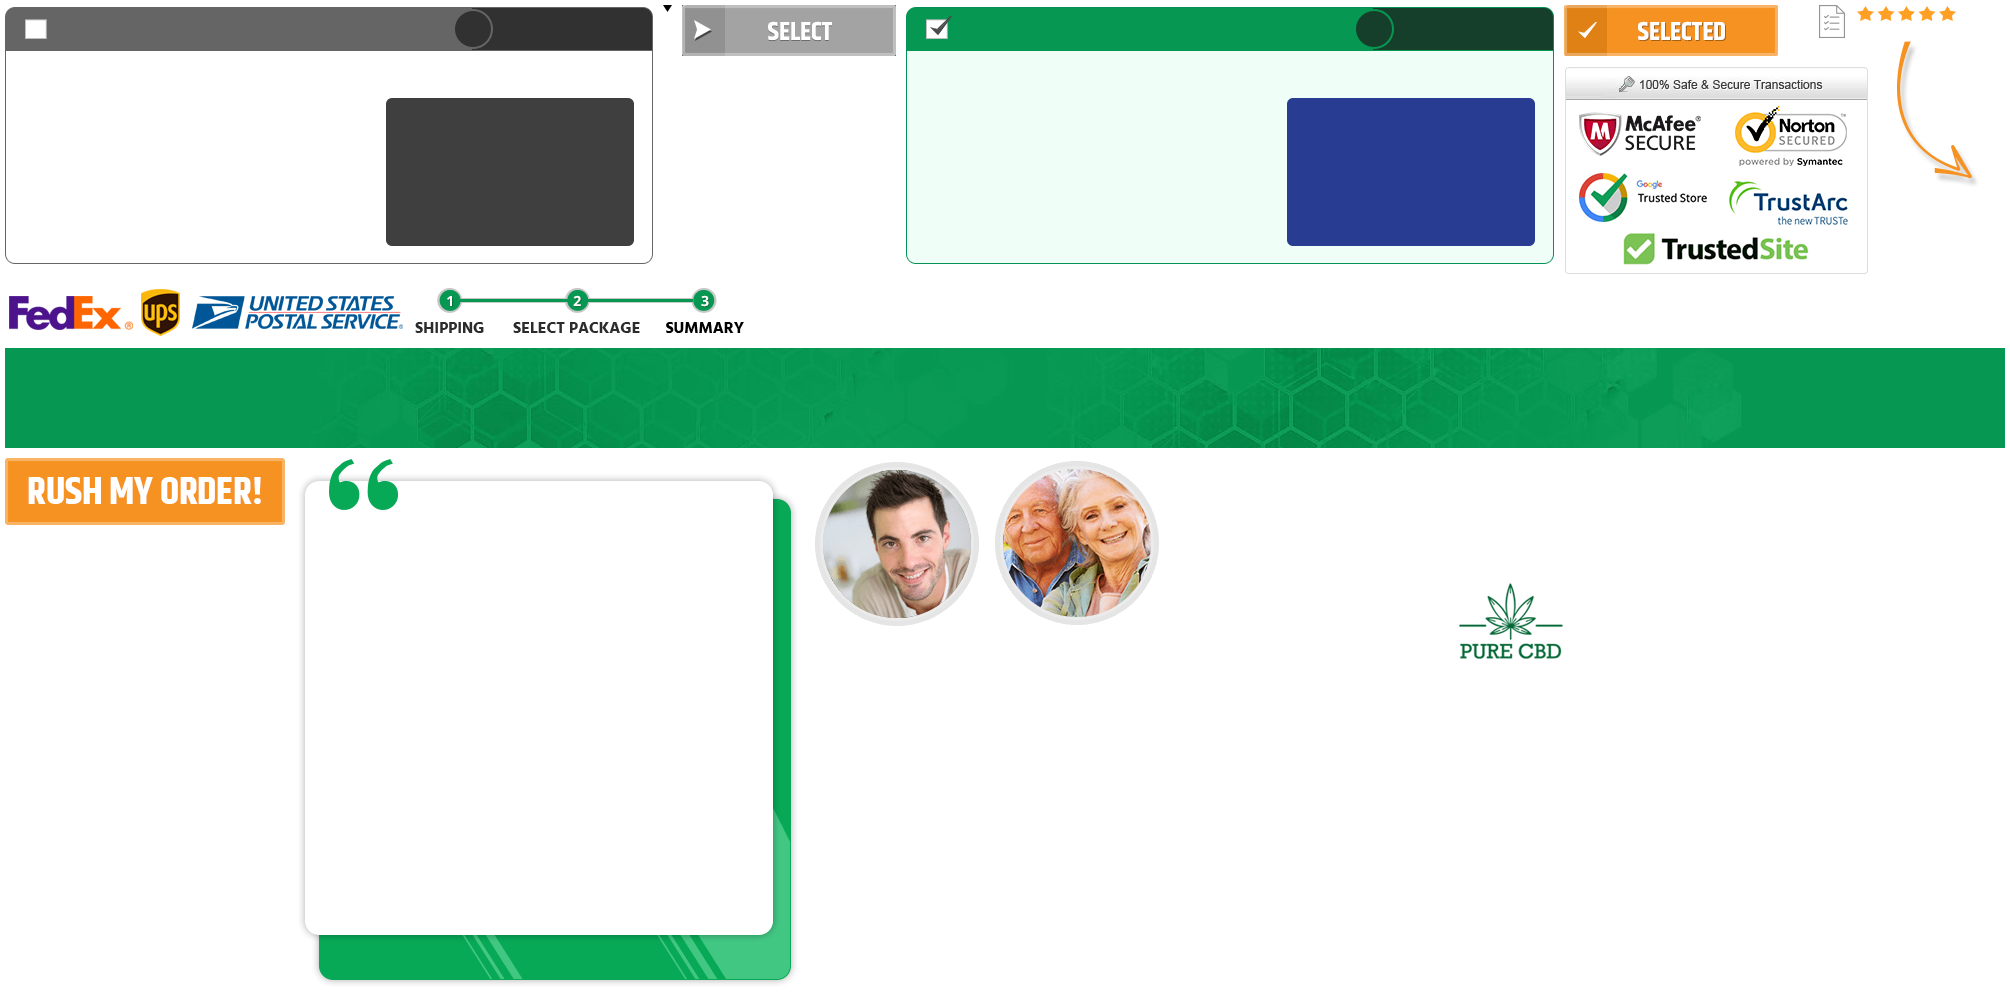 SELECT
SELECTED
100% Safe & Secure Transactions
McAfee®
SECURE
Norton™
SECURED
powered by Symantec
Google
Trusted Store
TrustArc
the new TRUSTe
TrustedSite
FedEx®
ups
UNITED STATES
POSTAL SERVICE®
1 2 3
SHIPPING SELECT PACKAGE SUMMARY
RUSH MY ORDER!
“
PURE CBD